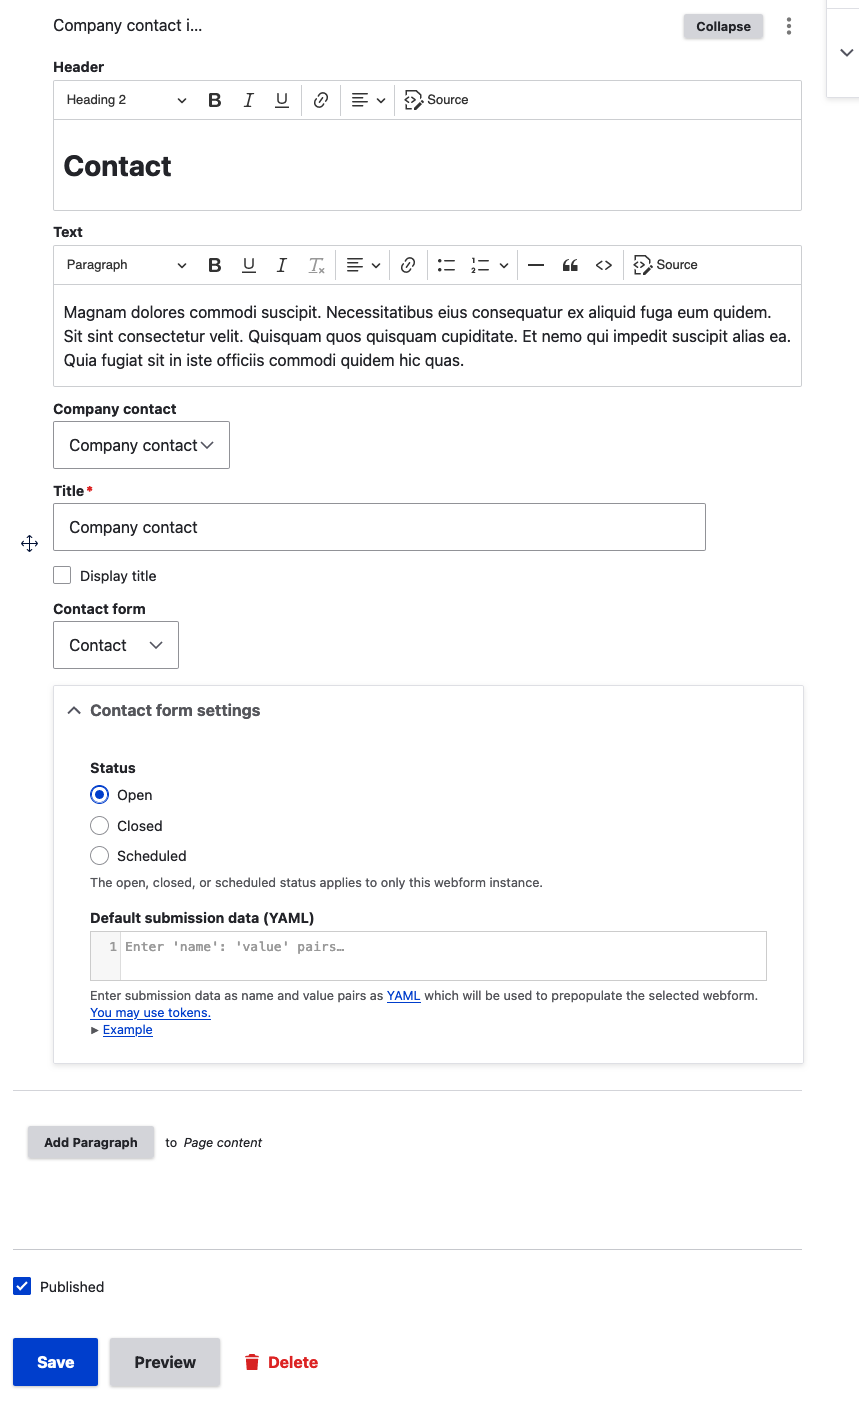 Company contact i...
Collapse
Header
Heading 2 B I U Source
Contact
Text
Paragraph B U I Tx Source
Magnam dolores commodi suscipit. Necessitatibus eius consequatur ex aliquid fuga eum quidem.
Sit sint consectetur velit. Quisquam quos quisquam cupiditate. Et nemo qui impedit suscipit alias ea.
Quia fugiat sit in iste officiis commodi quidem hic quas.
Company contact
Company contact
Title*
Company contact
Display title
Contact form
Contact
Contact form settings
Status
Open
Closed
Scheduled
The open, closed, or scheduled status applies to only this webform instance.
Default submission data (YAML)
1 Enter 'name': 'value' pairs…
Enter submission data as name and value pairs as YAML which will be used to prepopulate the selected webform.
You may use tokens.
► Example
Add Paragraph to Page content
Published
Save Preview Delete